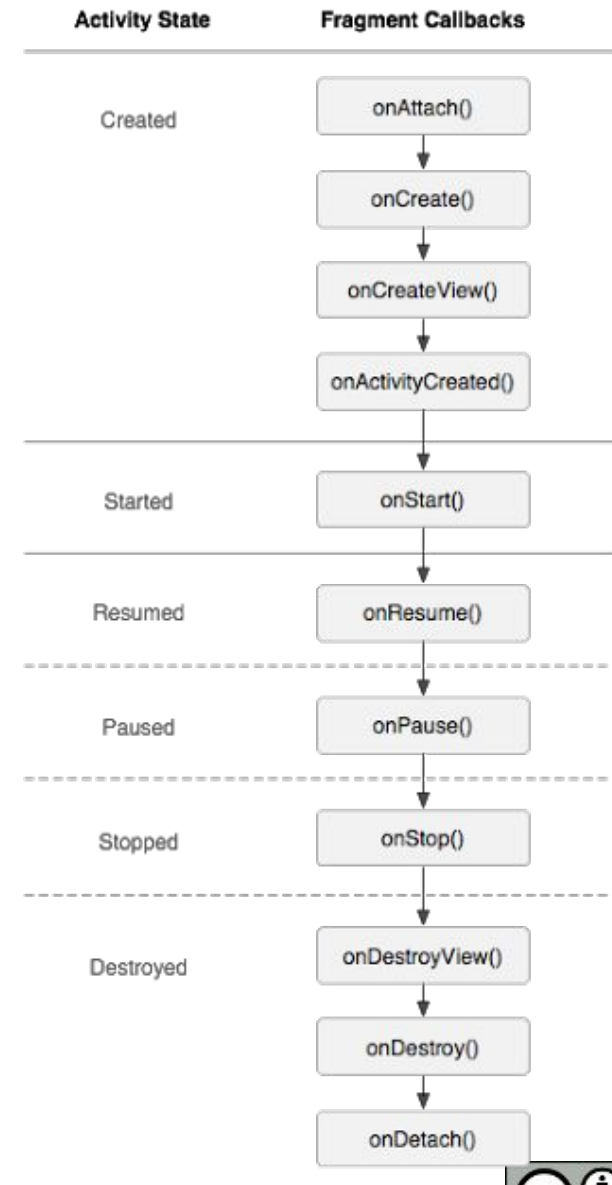 Activity State Fragment Callbacks
Created
onAttach()
onCreate()
onCreateView()
onActivityCreated()
Started
onStart()
Resumed
onResume()
Paused
onPause()
Stopped
onStop()
Destroyed
onDestroyView()
onDestroy()
onDetach()